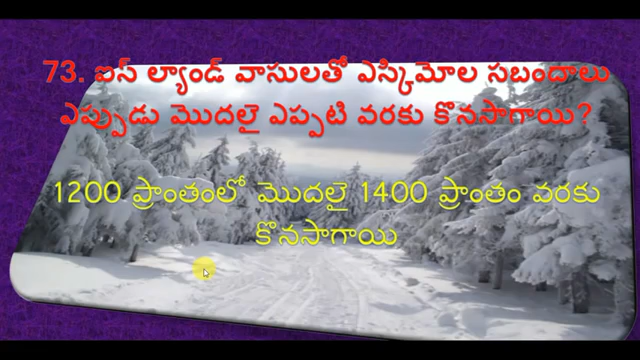 73. ఐస్ ల్యాండ్ వాసులతో ఎస్కిమోల సబందాలు
ఎప్పుడు మొదలై ఎప్పటి వరకు కొనసాగాయి?
1200 ప్రాంతంలో మొదలై 1400 ప్రాంతం వరకు
కొనసాగాయి